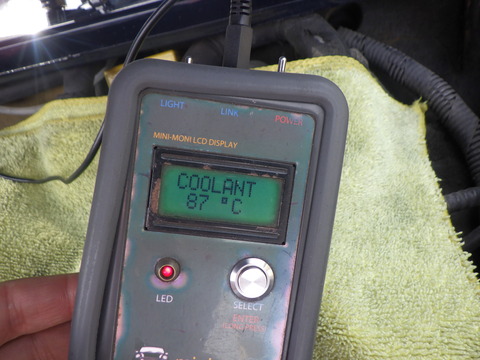 LIGHT LINK POWER
MINI-MONI LCD DISPLAY
COOLANT
87 °C
LED SELECT